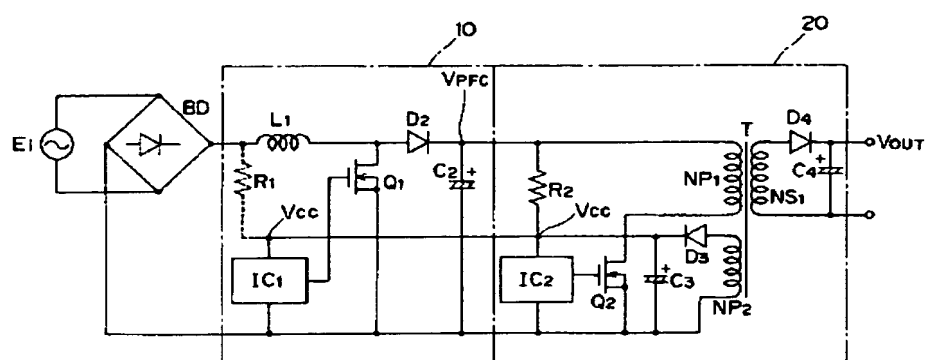 10
20
VPFC
BD
L1
D2
T
D4
VOUT
E1
R1
Q1
C2
+
R2
NP1
NS1
C4
+
Vcc
Vcc
D3
IC1
IC2
Q2
+
C3
NP2